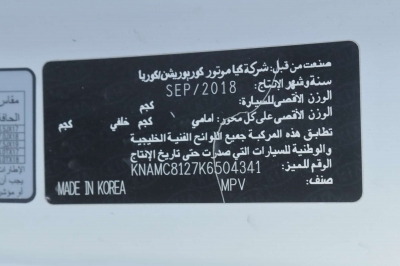 صنعت من قبل: شركة كيا موتور كوربوريشن/كوريا
سنة وشهر الإنتاج: SEP/2018
الوزن الأقصى للسيارة: كجم
الوزن الأقصى على كل محور: أمامي كجم خلفي كجم
تطابق هذه المركبة جميع اللوائح الفنية الخليجية
والوطنية للسيارات التي صدرت حتى تاريخ الإنتاج
الرقم المميز: KNAMC8127K6504341
صنف: MPV
MADE IN KOREA
مقاس